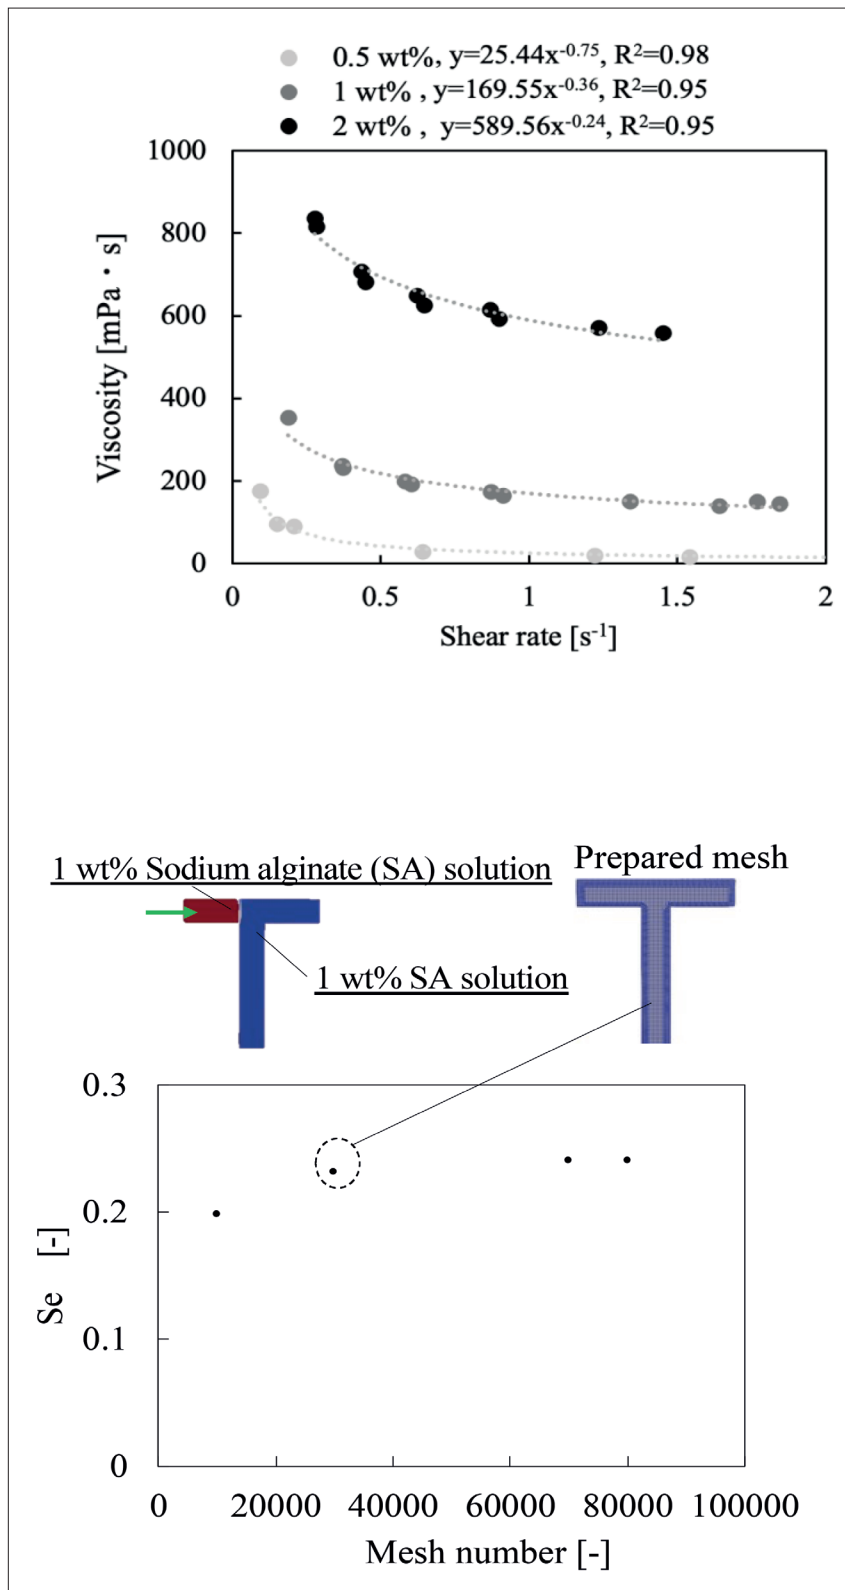 0.5 wt%, y=25.44x^-0.75, R²=0.98
1 wt% , y=169.55x^-0.36, R²=0.95
2 wt% , y=589.56x^-0.24, R²=0.95
1000
800
600
400
200
0
Viscosity [mPa・s]
0 0.5 1 1.5 2
Shear rate [s⁻¹]
1 wt% Sodium alginate (SA) solution
Prepared mesh
1 wt% SA solution
0.3
0.2
0.1
0
Se [-]
0 20000 40000 60000 80000 100000
Mesh number [-]